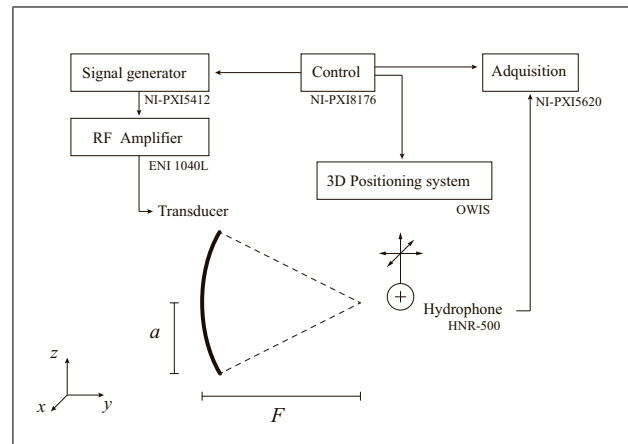 Signal generator
NI-PXI5412
Control
NI-PXI8176
Adquisition
NI-PXI5620
RF Amplifier
ENI 1040L
3D Positioning system
OWIS
Transducer
Hydrophone
HNR-500
a
F
z
x
y